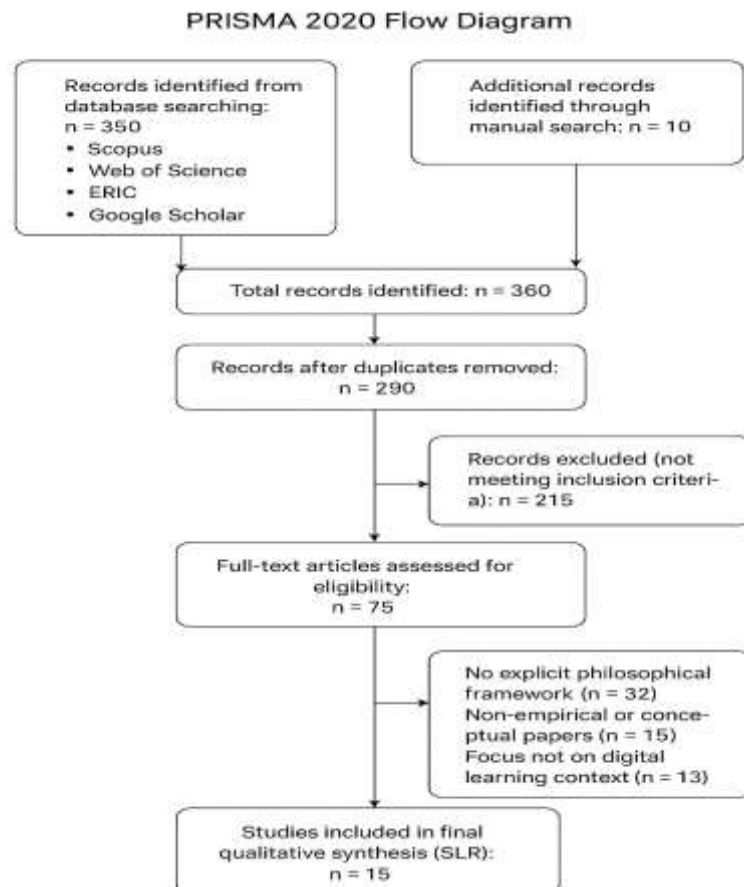 PRISMA 2020 Flow Diagram
Records identified from
database searching:
n = 350
• Scopus
• Web of Science
• ERIC
• Google Scholar
Additional records
identified through
manual search: n = 10
Total records identified: n = 360
Records after duplicates removed:
n = 290
Records excluded (not
meeting inclusion criteri-
a): n = 215
Full-text articles assessed for
eligibility:
n = 75
No explicit philosophical
framework (n = 32)
Non-empirical or conce-
ptual papers (n = 15)
Focus not on digital
learning context (n = 13)
Studies included in final
qualitative synthesis (SLR):
n = 15